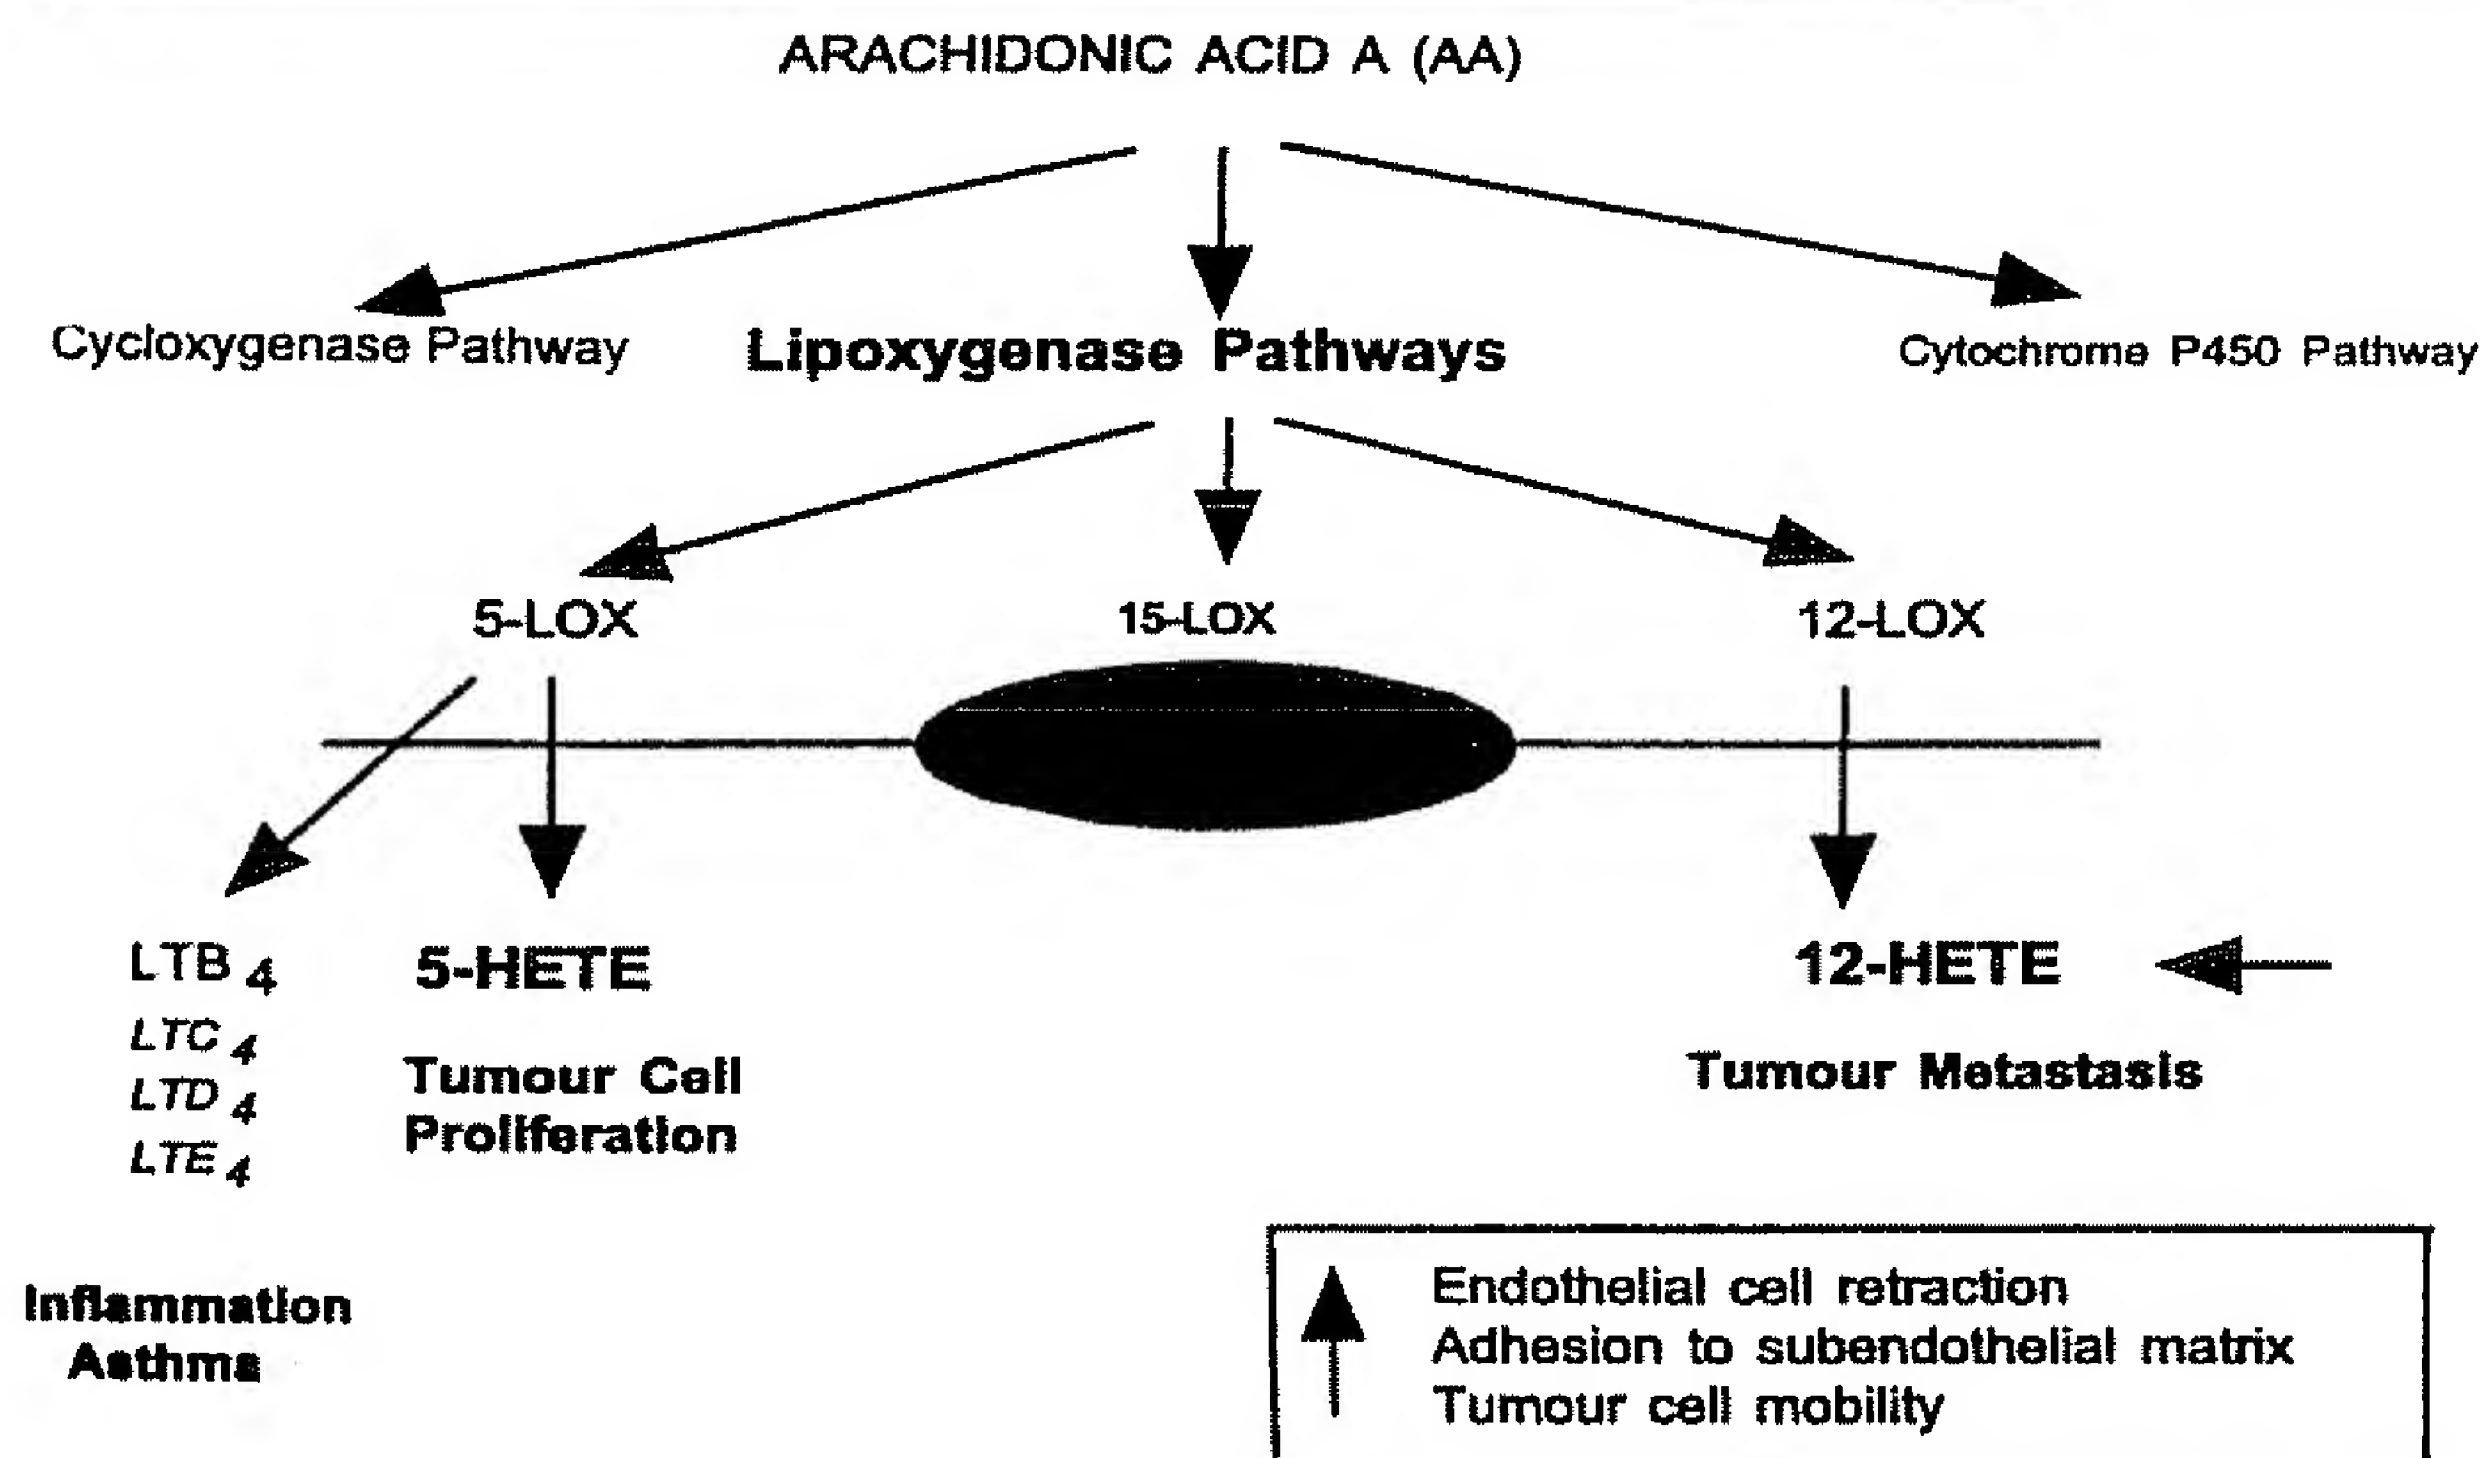 ARACHIDONIC ACID A (AA)
Cycloxygenase Pathway
Lipoxygenase Pathways
Cytochrome P450 Pathway
5-LOX
15-LOX
12-LOX
LTB 4
5-HETE
12-HETE
LTC 4
LTD 4
LTE 4
Tumour Cell
Proliferation
Tumour Metastasis
Inflammation
Asthma
Endothelial cell retraction
Adhesion to subendothelial matrix
Tumour cell mobility